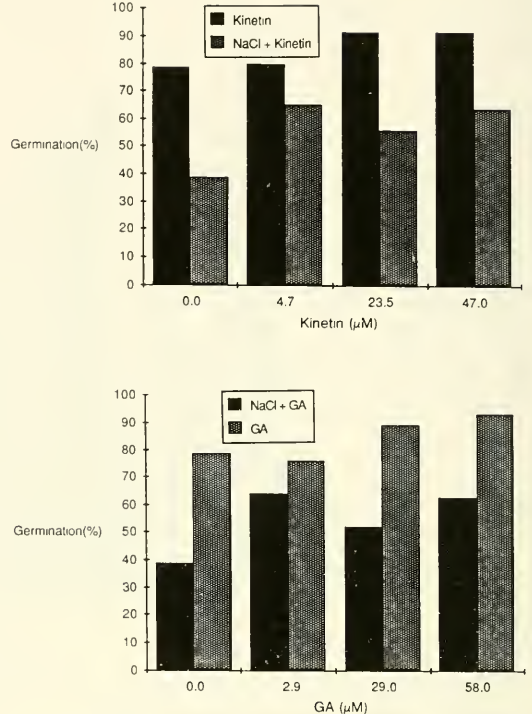 100
90
80
70
60
50
40
30
20
10
0
Germination(%)
Kinetin
NaCl + Kinetin
0.0 4.7 23.5 47.0
Kinetin (μM)
100
90
80
70
60
50
40
30
20
10
0
Germination(%)
NaCl + GA
GA
0.0 2.9 29.0 58.0
GA (μM)